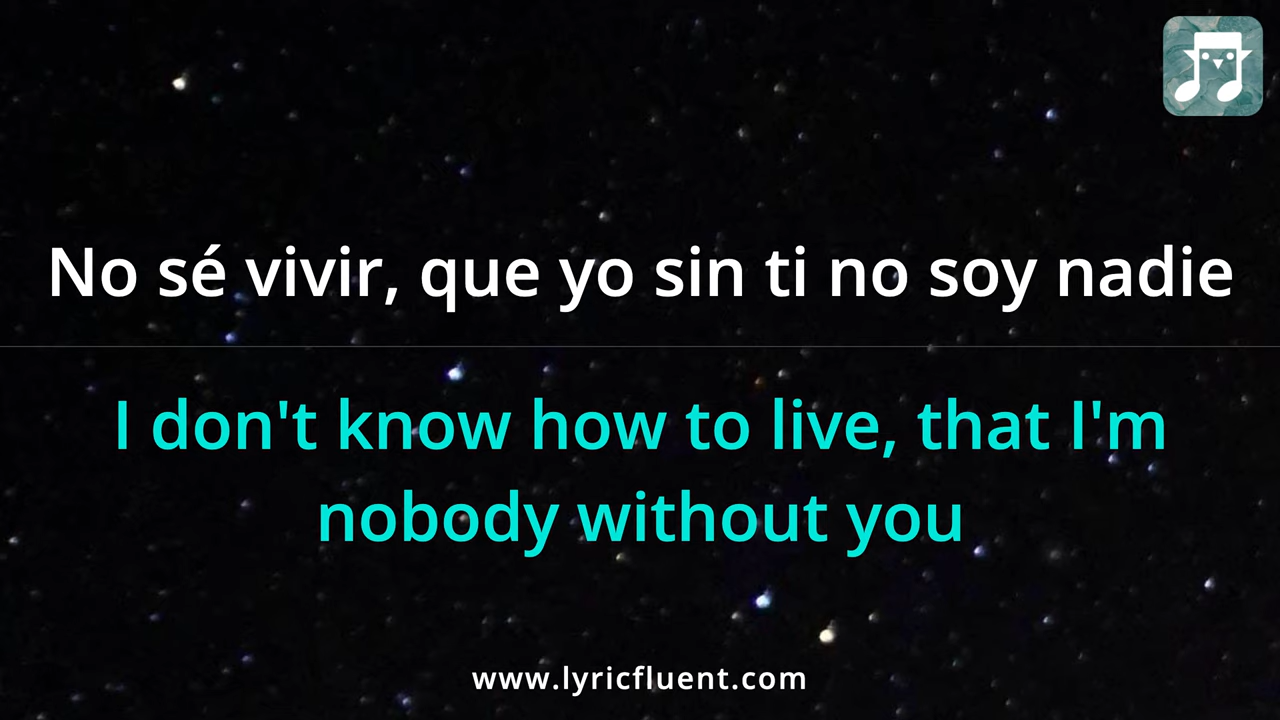 No sé vivir, que yo sin ti no soy nadie
I don't know how to live, that I'm
nobody without you
www.lyricfluent.com